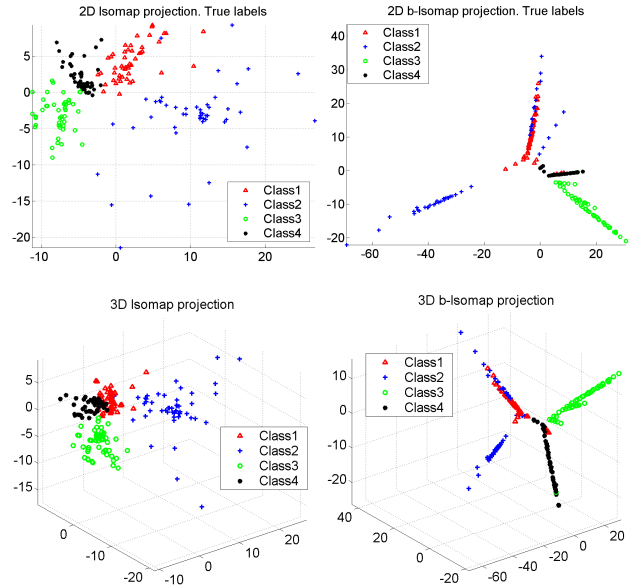 2D Isomap projection. True labels
5
0
-5
-10
-15
-20
-10
0
10
20
Class1
Class2
Class3
Class4
2D b-Isomap projection. True labels
Class1
Class2
Class3
Class4
40
30
20
10
0
-10
-20
-60
-40
-20
0
20
3D Isomap projection
5
0
-5
-10
-15
0
-10
-20
-10
0
10
20
Class1
Class2
Class3
Class4
3D b-Isomap projection
Class1
Class2
Class3
Class4
10
0
-10
-20
40
20
0
-20
-60
-40
-20
0
20